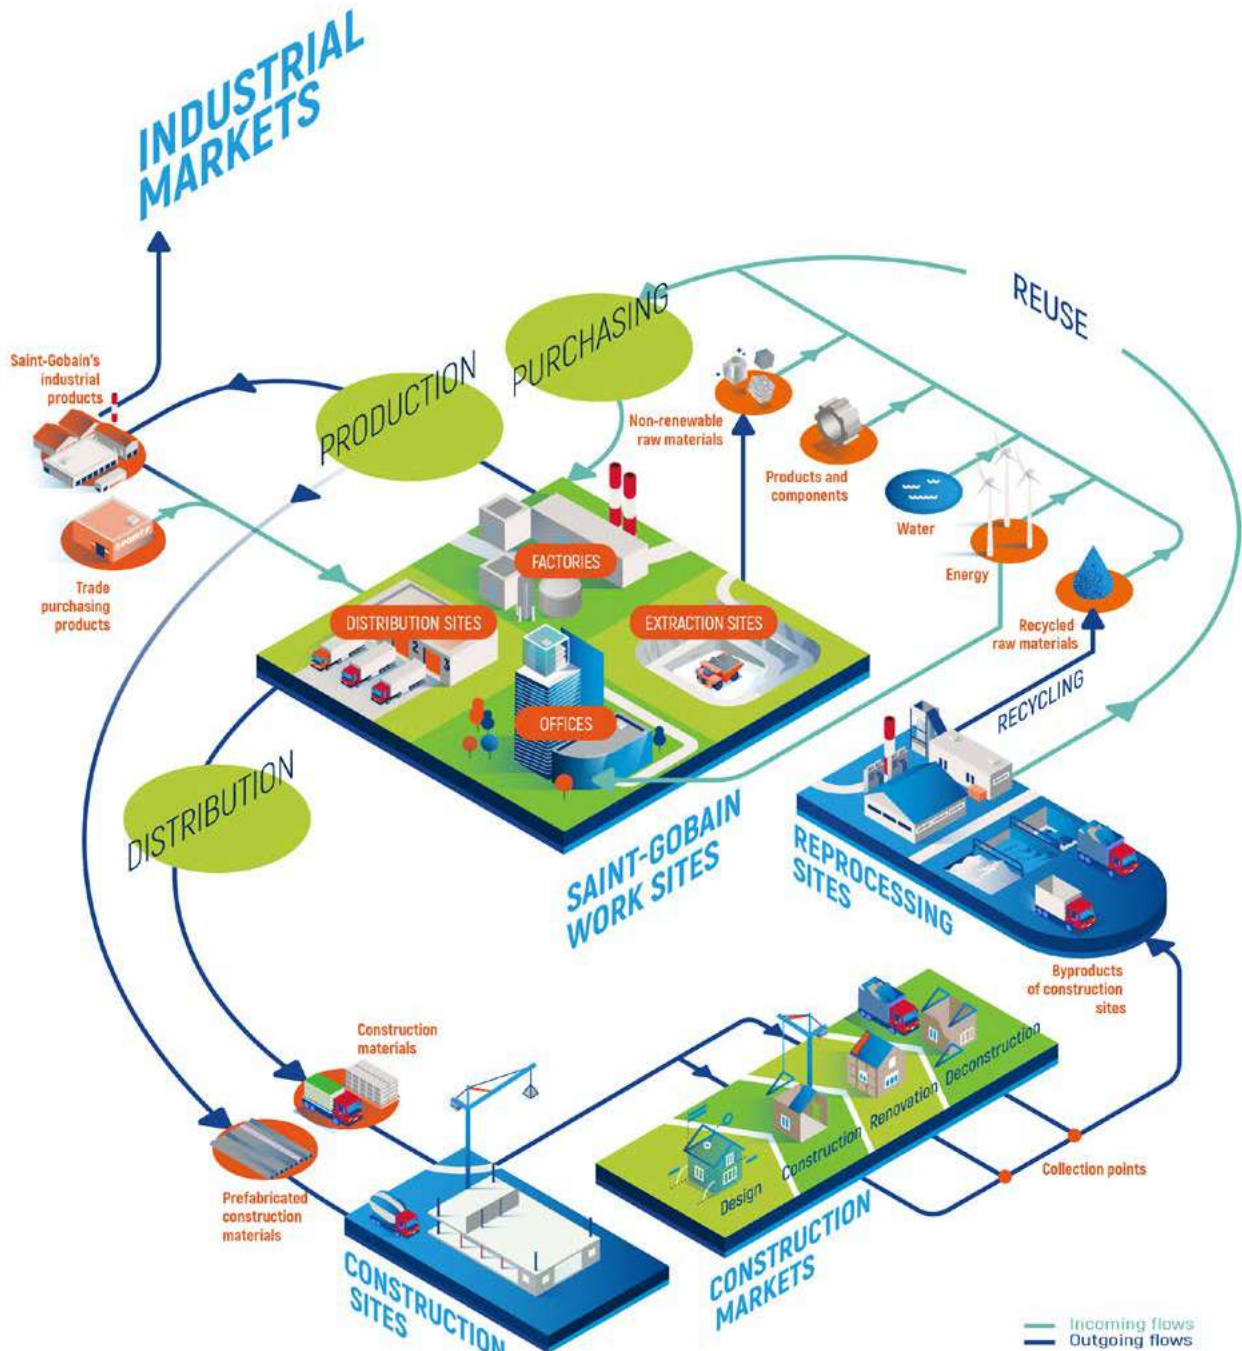 INDUSTRIAL
MARKETS
REUSE
PURCHASING
PRODUCTION
Saint-Gobain's
industrial
products
Non-renewable
raw materials
Products and
components
Water
Energy
Recycled
raw materials
Trade
purchasing
products
FACTORIES
DISTRIBUTION SITES
EXTRACTION SITES
2
3
OFFICES
RECYCLING
DISTRIBUTION
SAINT-GOBAIN
WORK SITES
REPROCESSING
SITES
Byproducts
of construction
sites
Construction
materials
Prefabricated
construction
materials
Design
Construction
Renovation
Deconstruction
Collection points
CONSTRUCTION
SITES
CONSTRUCTION
MARKETS
Incoming flows
Outgoing flows